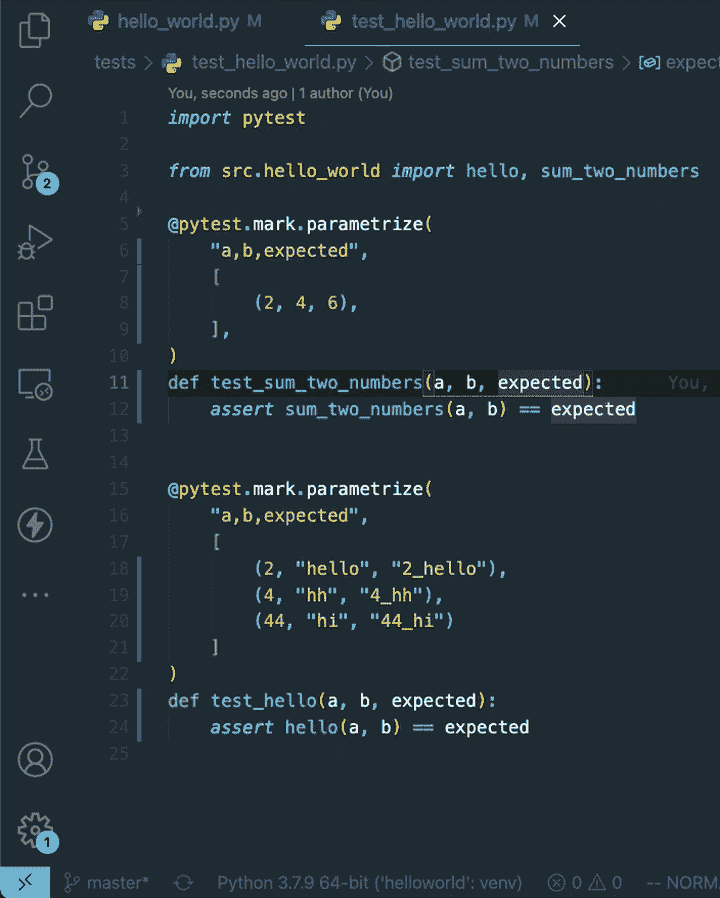 hello_world.py M
test_hello_world.py M
tests > test_hello_world.py > test_sum_two_numbers > expec
You, seconds ago | 1 author (You)
1 import pytest
2
3 from src.hello_world import hello, sum_two_numbers
4
5 @pytest.mark.parametrize(
6 "a,b,expected",
7 [
8 (2, 4, 6),
9 ],
10 )
11 def test_sum_two_numbers(a, b, expected): You,
12 assert sum_two_numbers(a, b) == expected
13
14
15 @pytest.mark.parametrize(
16 "a,b,expected",
17 [
18 (2, "hello", "2_hello"),
19 (4, "hh", "4_hh"),
20 (44, "hi", "44_hi")
21 ]
22 )
23 def test_hello(a, b, expected):
24 assert hello(a, b) == expected
25
2
1
master* Python 3.7.9 64-bit ('helloworld': venv) 0 0 -- NORM